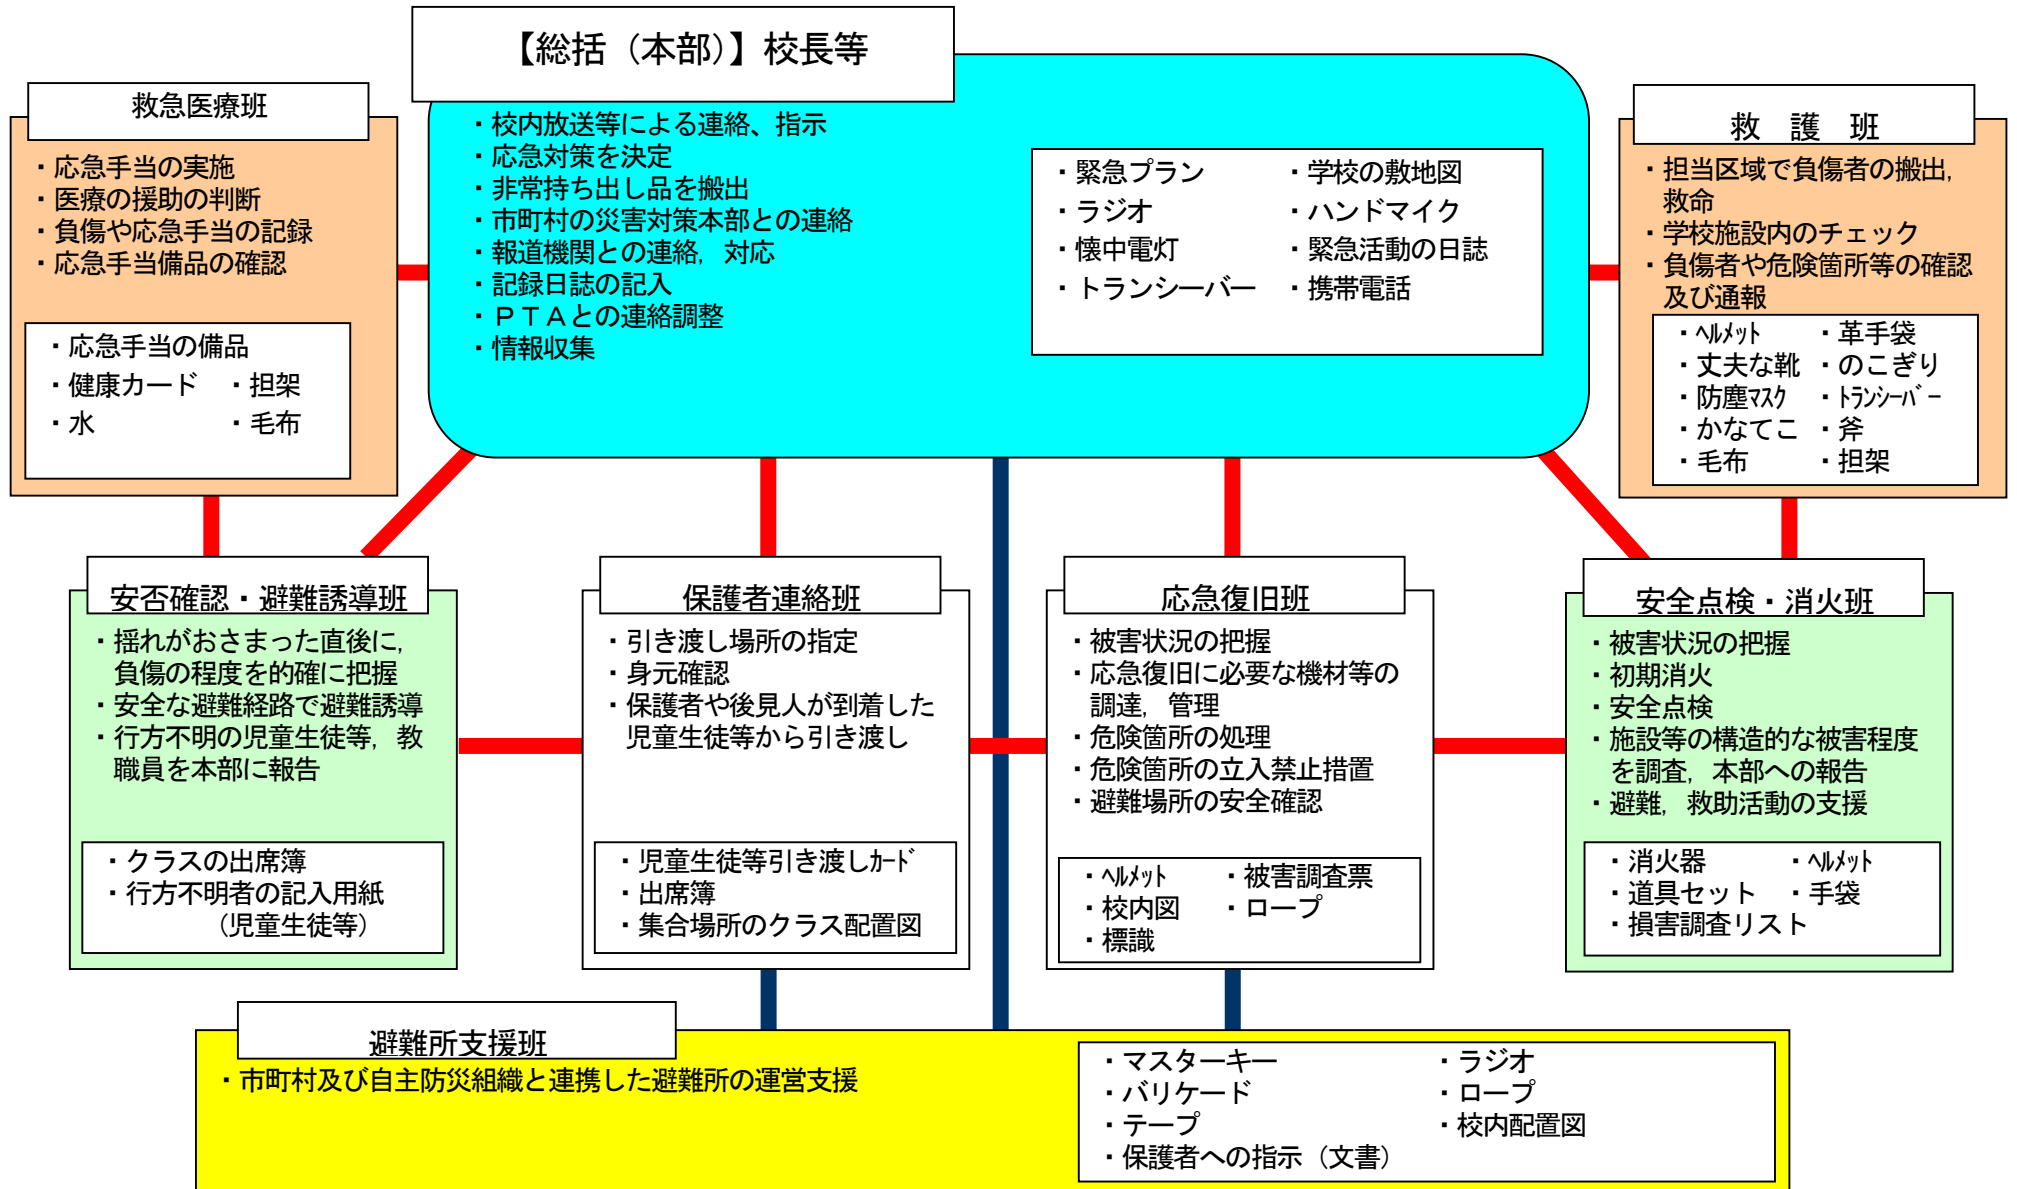 【総括（本部）】校長等
・校内放送等による連絡、指示
・応急対策を決定
・非常持ち出し品を搬出
・市町村の災害対策本部との連絡
・報道機関との連絡，対応
・記録日誌の記入
・ＰＴＡとの連絡調整
・情報収集
・緊急プラン ・学校の敷地図
・ラジオ ・ハンドマイク
・懐中電灯 ・緊急活動の日誌
・トランシーバー ・携帯電話
救急医療班
・応急手当の実施
・医療の援助の判断
・負傷や応急手当の記録
・応急手当備品の確認
・応急手当の備品
・健康カード ・担架
・水 ・毛布
救　護　班
・担当区域で負傷者の搬出，
救命
・学校施設内のチェック
・負傷者や危険箇所等の確認
及び通報
・ﾍﾙﾒｯﾄ ・革手袋
・丈夫な靴 ・のこぎり
・防塵ﾏｽｸ ・ﾄﾗﾝｼｰﾊﾞｰ
・かなてこ ・斧
・毛布 ・担架
安否確認・避難誘導班
・揺れがおさまった直後に，
負傷の程度を的確に把握
・安全な避難経路で避難誘導
・行方不明の児童生徒等，教
職員を本部に報告
・クラスの出席簿
・行方不明者の記入用紙
（児童生徒等）
保護者連絡班
・引き渡し場所の指定
・身元確認
・保護者や後見人が到着した
児童生徒等から引き渡し
・児童生徒等引き渡しｶｰﾄﾞ
・出席簿
・集合場所のクラス配置図
応急復旧班
・被害状況の把握
・応急復旧に必要な機材等の
調達，管理
・危険箇所の処理
・危険箇所の立入禁止措置
・避難場所の安全確認
・ﾍﾙﾒｯﾄ ・被害調査票
・校内図 ・ロープ
・標識
安全点検・消火班
・被害状況の把握
・初期消火
・安全点検
・施設等の構造的な被害程度
を調査，本部への報告
・避難，救助活動の支援
・消火器 ・ﾍﾙﾒｯﾄ
・道具セット ・手袋
・損害調査リスト
避難所支援班
・市町村及び自主防災組織と連携した避難所の運営支援
・マスターキー ・ラジオ
・バリケード ・ロープ
・テープ ・校内配置図
・保護者への指示（文書）